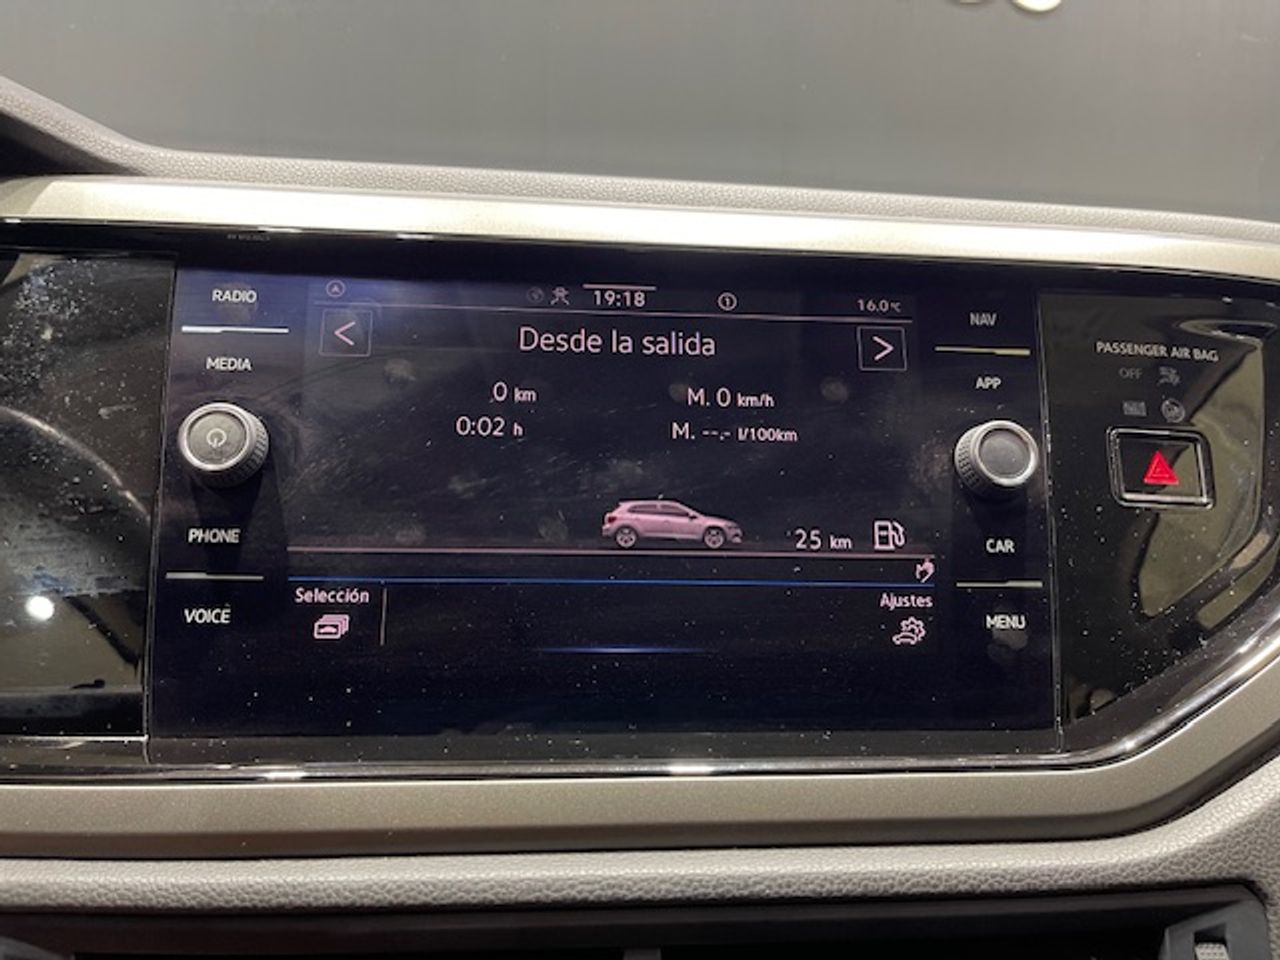 RADIO
19:18
16.0°C
NAV
MEDIA
< Desde la salida >
PASSENGER AIR BAG
OFF
APP
0 km
M. 0 km/h
0:02 h
M. --.- l/100km
PHONE
25 km
CAR
VOICE
Selección
Ajustes
MENU